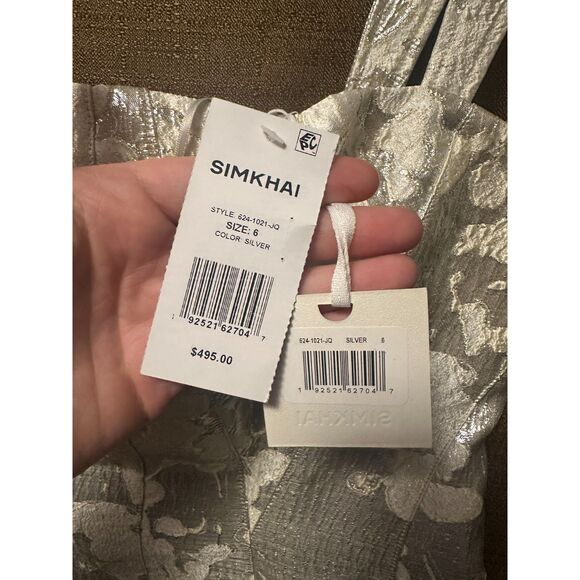 SIMKHAI
STYLE: 624-1021-JQ
SIZE: 6
COLOR: SILVER
1 92521 62704 7
$495.00
624-1021-JQ SILVER 6
1 92521 62704 7
SIMKHAI